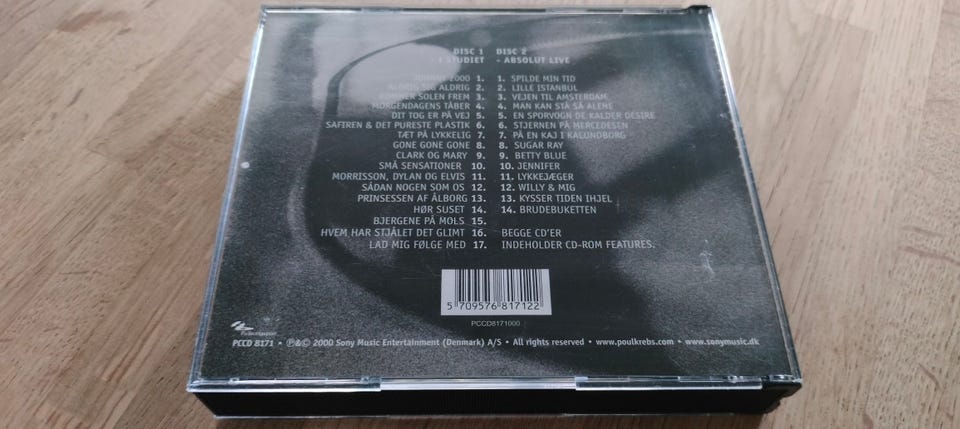 DISC 1
- I STUDIET
JOHNNY 2000 1.
ALDRIG SIG ALDRIG 2.
KOMMER SOLEN FREM 3.
MORGENDAGENS TÅBER 4.
DIT TOG ER PÅ VEJ 5.
SAFIREN & DET PURESTE PLASTIK 6.
TÆT PÅ LYKKELIG 7.
GONE GONE GONE 8.
CLARK OG MARY 9.
SMÅ SENSATIONER 10.
MORRISSON, DYLAN OG ELVIS 11.
SÅDAN NOGEN SOM OS 12.
PRINSESSEN AF ÅLBORG 13.
HØR SUSET 14.
BJERGENE PÅ MOLS 15.
HVEM HAR STJÅLET DET GLIMT 16.
LAD MIG FØLGE MED 17.
DISC 2
- ABSOLUT LIVE
1. SPILDE MIN TID
2. LILLE ISTANBUL
3. VEJEN TIL AMSTERDAM
4. MAN KAN STÅ SÅ ALENE
5. EN SPORVOGN DE KALDER DESIRE
6. STJERNEN PÅ MERCEDESEN
7. PÅ EN KAJ I KALUNDBORG
8. SUGAR RAY
9. BETTY BLUE
10. JENNIFER
11. LYKKEJÆGER
12. WILLY & MIG
13. KYSSER TIDEN IHJEL
14. BRUDEBUKETTEN
BEGGE CD'ER
INDEHOLDER CD-ROM FEATURES.
5 709576 817122
PCCD8171000
PCCD 8171 • ℗&© 2000 Sony Music Entertainment (Denmark) A/S • All rights reserved • www.poulkrebs.com • www.sonymusic.dk